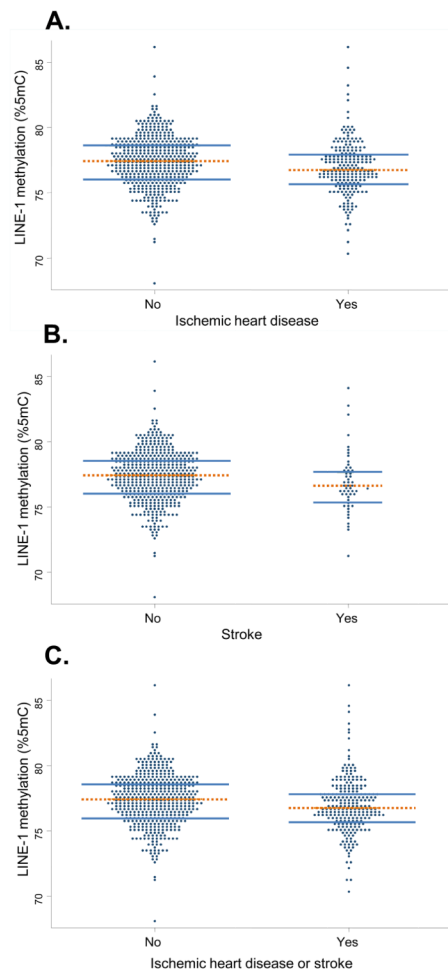 A.
LINE-1 methylation (%5mC)
85
80
75
70
No Yes
Ischemic heart disease
B.
LINE-1 methylation (%5mC)
85
80
75
70
No Yes
Stroke
C.
LINE-1 methylation (%5mC)
85
80
75
70
No Yes
Ischemic heart disease or stroke